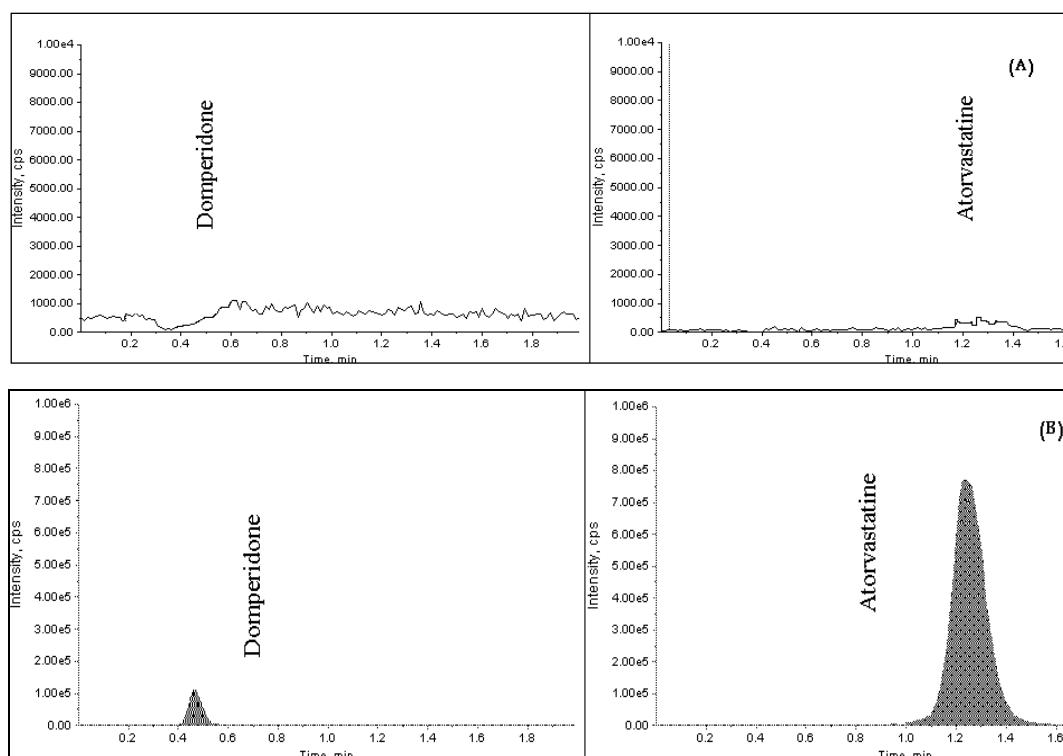 1.00e4
9000.00
8000.00
7000.00
6000.00
5000.00
4000.00
3000.00
2000.00
1000.00
0.00
Intensity, cps
Domperidone
0.2 0.4 0.6 0.8 1.0 1.2 1.4 1.6 1.8
Time, min
(A)
1.00e4
9000.00
8000.00
7000.00
6000.00
5000.00
4000.00
3000.00
2000.00
1000.00
0.00
Intensity, cps
Atorvastatine
0.2 0.4 0.6 0.8 1.0 1.2 1.4 1.6
Time, min
1.00e6
9.00e5
8.00e5
7.00e5
6.00e5
5.00e5
4.00e5
3.00e5
2.00e5
1.00e5
0.00
Intensity, cps
Domperidone
0.2 0.4 0.6 0.8 1.0 1.2 1.4 1.6 1.8
Time, min
(B)
1.00e6
9.00e5
8.00e5
7.00e5
6.00e5
5.00e5
4.00e5
3.00e5
2.00e5
1.00e5
0.00
Intensity, cps
Atorvastatine
0.2 0.4 0.6 0.8 1.0 1.2 1.4 1.6
Time, min